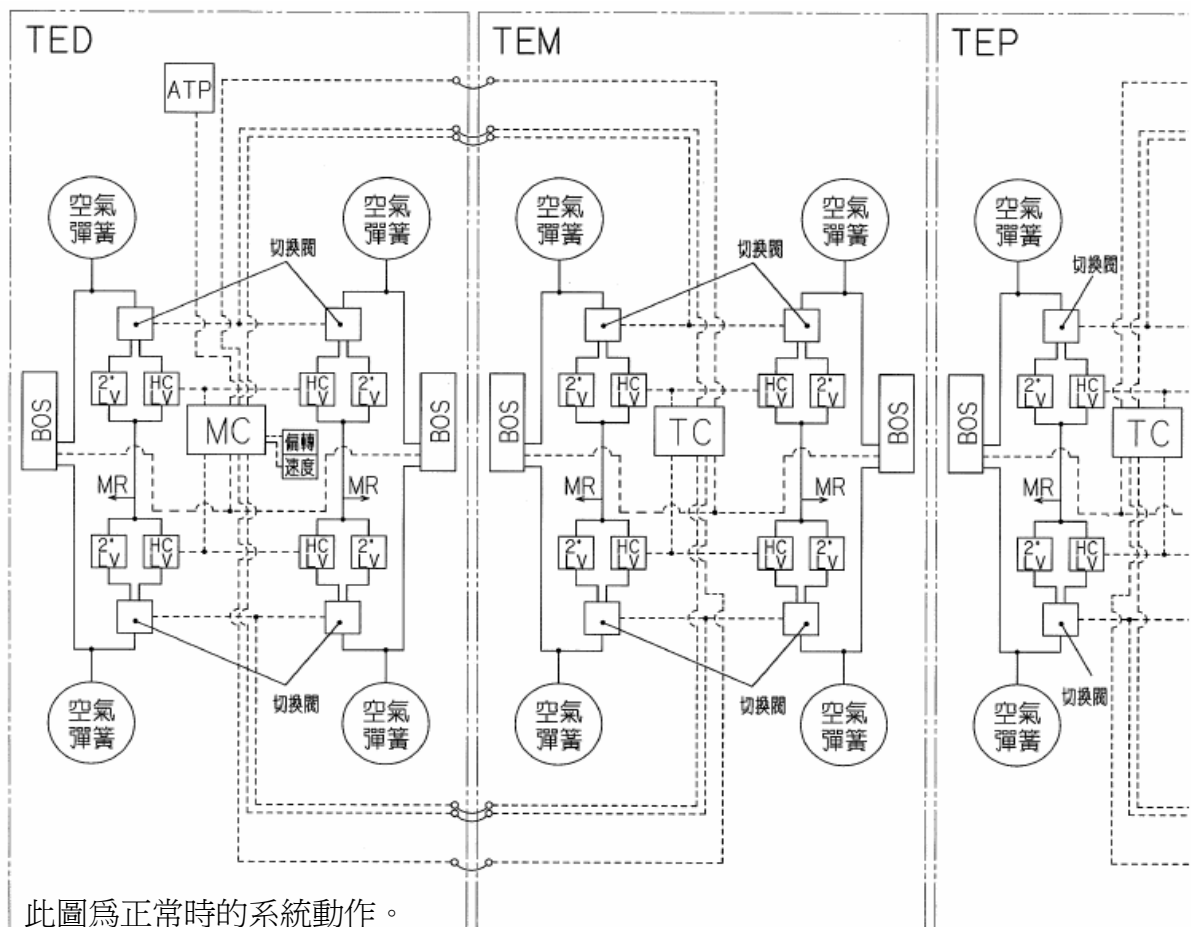 TED
TEM
TEP
ATP
空氣
彈簧
空氣
彈簧
空氣
彈簧
空氣
彈簧
空氣
彈簧
切換閥
切換閥
切換閥
2°
LV
HC
LV
HC
LV
2°
LV
2°
LV
HC
LV
HC
LV
2°
LV
2°
LV
HC
LV
BOS
MC
偏轉
速度
BOS
BOS
TC
BOS
BOS
TC
MR
MR
MR
MR
MR
2°
LV
HC
LV
HC
LV
2°
LV
2°
LV
HC
LV
HC
LV
2°
LV
2°
LV
HC
LV
切換閥
切換閥
切換閥
空氣
彈簧
空氣
彈簧
空氣
彈簧
空氣
彈簧
空氣
彈簧
此圖爲正常時的系統動作。